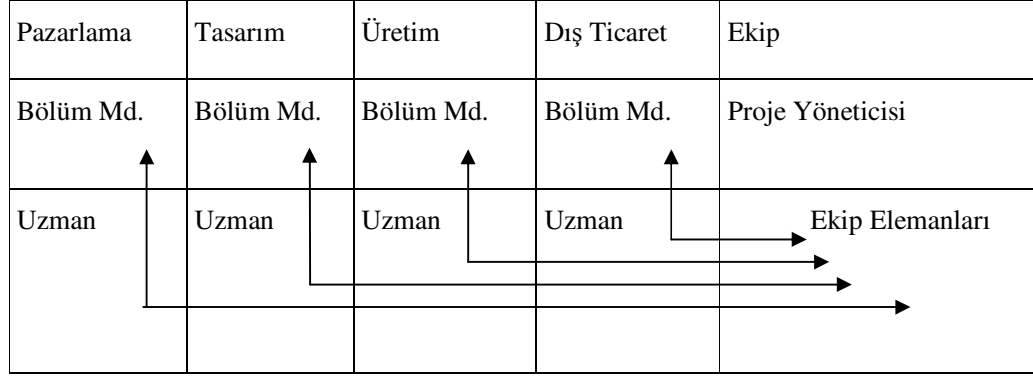 Pazarlama Tasarım Üretim Dış Ticaret Ekip
Bölüm Md. Bölüm Md. Bölüm Md. Bölüm Md. Proje Yöneticisi
Uzman Uzman Uzman Uzman Ekip Elemanları